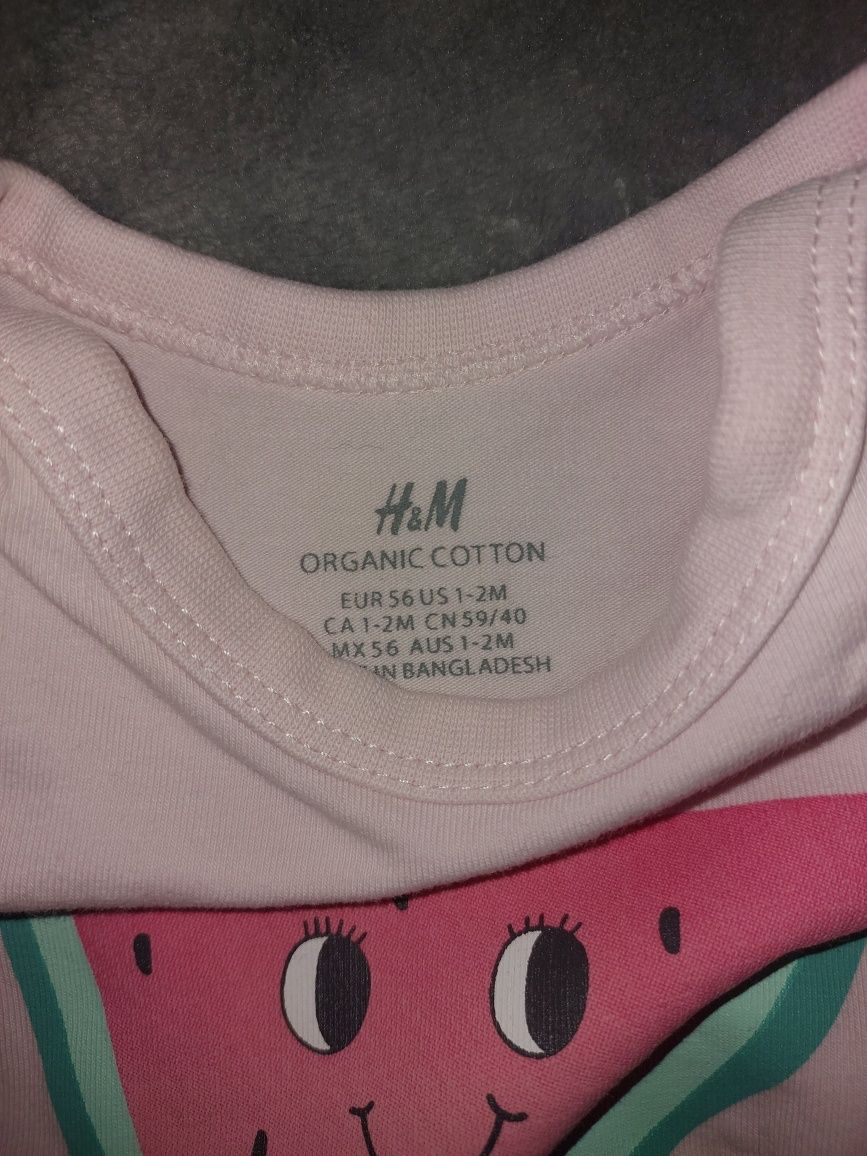 H&M
ORGANIC COTTON
EUR 56 US 1-2M
CA 1-2M CN 59/40
MX 56 AUS 1-2M
IN BANGLADESH